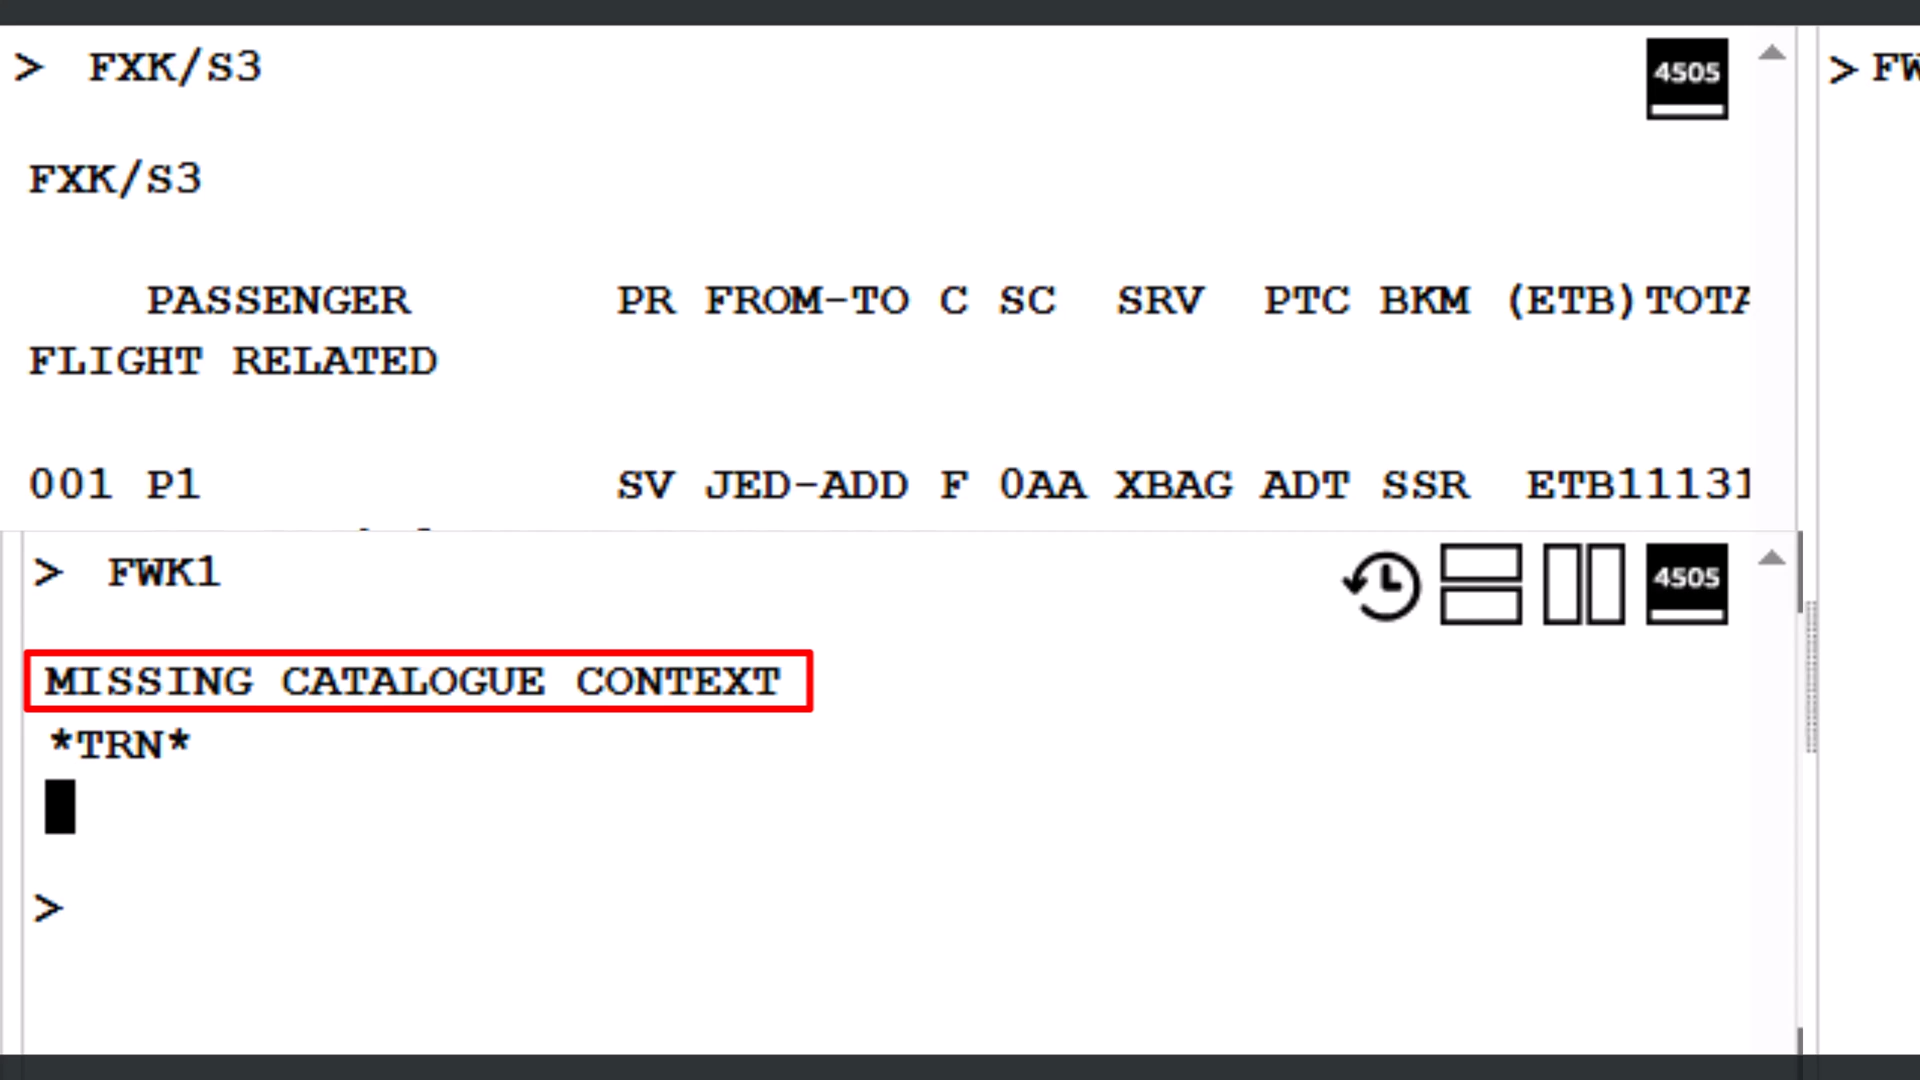 > FXK/S3
4505
> FW
FXK/S3
PASSENGER PR FROM-TO C SC SRV PTC BKM (ETB)TOTA
FLIGHT RELATED
001 P1 SV JED-ADD F 0AA XBAG ADT SSR ETB11131
> FWK1
4505
MISSING CATALOGUE CONTEXT
*TRN*
>